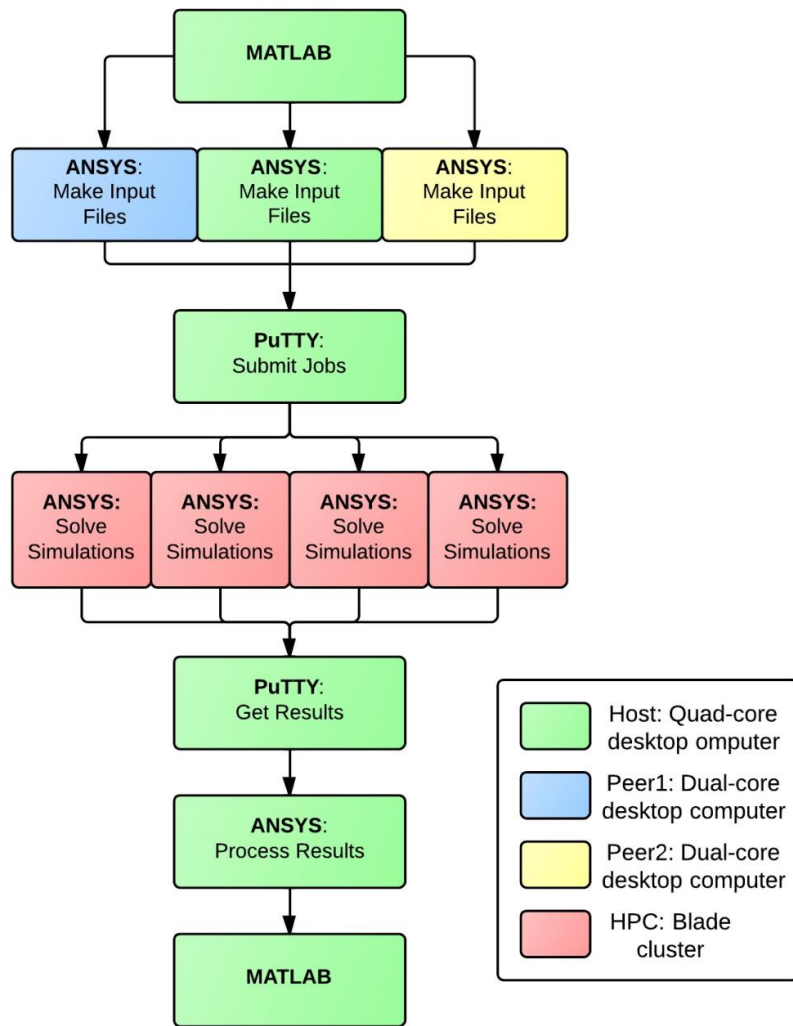 MATLAB
ANSYS:
Make Input
Files
ANSYS:
Make Input
Files
ANSYS:
Make Input
Files
PuTTY:
Submit Jobs
ANSYS:
Solve
Simulations
ANSYS:
Solve
Simulations
ANSYS:
Solve
Simulations
ANSYS:
Solve
Simulations
PuTTY:
Get Results
ANSYS:
Process Results
MATLAB
Host: Quad-core
desktop omputer
Peer1: Dual-core
desktop computer
Peer2: Dual-core
desktop computer
HPC: Blade
cluster